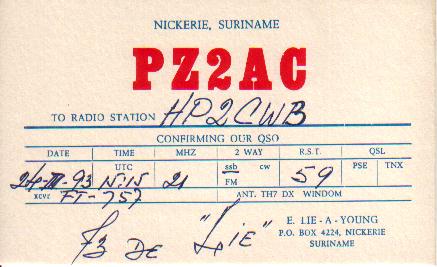 NICKERIE, SURINAME
PZ2AC
TO RADIO STATION HP2CWB
CONFIRMING OUR QSO
DATE TIME MHZ 2 WAY R.S.T. QSL
UTC ssb cw PSE TNX
24-III-93 15:15 21 FM 59
XCVR FT-757 ANT. TH7 DX WINDOM
73 DE "LIE"
E. LIE - A - YOUNG
P.O. BOX 4224, NICKERIE
SURINAME